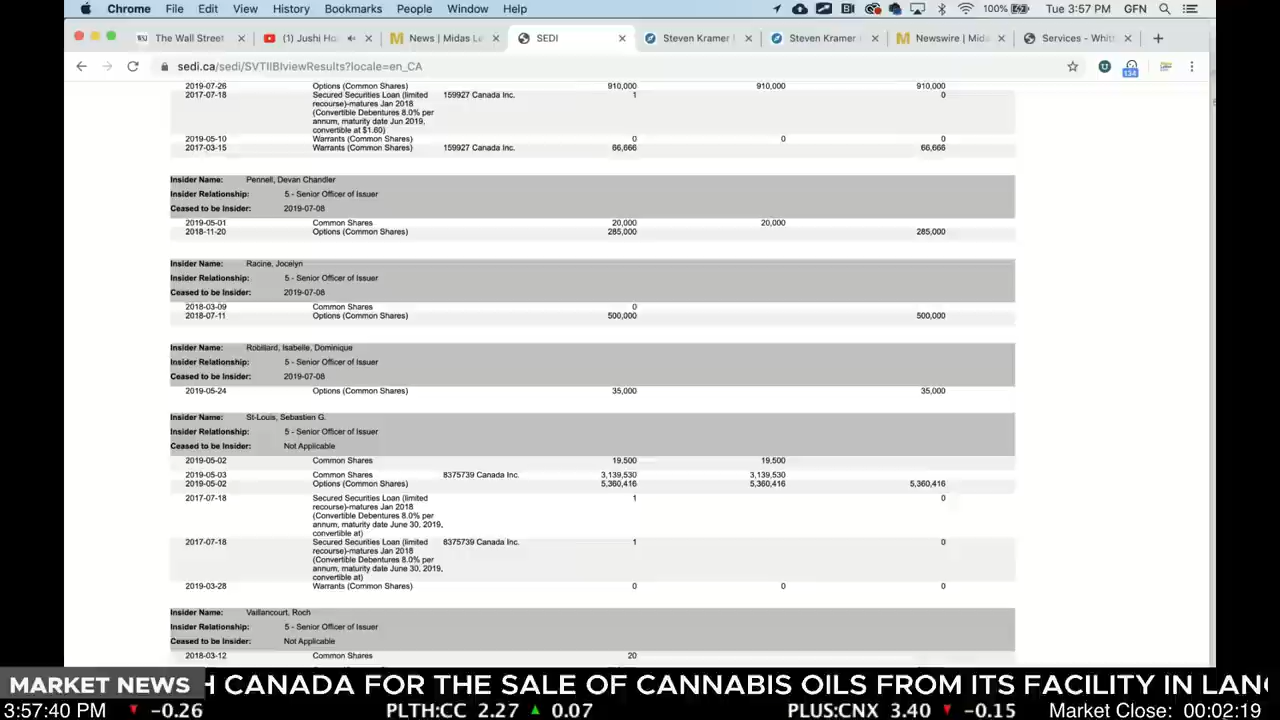 Chrome File Edit View History Bookmarks People Window Help 100% Tue 3:57 PM GFN
The Wall Street (1) Jushi Ho News | Midas Le SEDI Steven Kramer Steven Kramer Newswire | Mida Services - Whit
sedi.ca/sedi/SVTIIBIviewResults?locale=en_CA 134
2019-07-26 Options (Common Shares) 910,000 910,000 910,000
2017-07-18 Secured Securities Loan (limited 159927 Canada Inc. 1 0
recourse)-matures Jan 2018
(Convertible Debentures 8.0% per
annum, maturity date Jun 2019,
convertible at $1.60)
2019-05-10 Warrants (Common Shares) 0 0 0
2017-03-15 Warrants (Common Shares) 159927 Canada Inc. 66,666 66,666
Insider Name: Pennell, Devan Chandler
Insider Relationship: 5 - Senior Officer of Issuer
Ceased to be Insider: 2019-07-08
2019-05-01 Common Shares 20,000 20,000
2018-11-20 Options (Common Shares) 285,000 285,000
Insider Name: Racine, Jocelyn
Insider Relationship: 5 - Senior Officer of Issuer
Ceased to be Insider: 2019-07-08
2018-03-09 Common Shares 0
2018-07-11 Options (Common Shares) 500,000 500,000
Insider Name: Robillard, Isabelle, Dominique
Insider Relationship: 5 - Senior Officer of Issuer
Ceased to be Insider: 2019-07-08
2019-05-24 Options (Common Shares) 35,000 35,000
Insider Name: St-Louis, Sebastien G.
Insider Relationship: 5 - Senior Officer of Issuer
Ceased to be Insider: Not Applicable
2019-05-02 Common Shares 19,500 19,500
2019-05-03 Common Shares 8375739 Canada Inc. 3,139,530 3,139,530
2019-05-02 Options (Common Shares) 5,360,416 5,360,416 5,360,416
2017-07-18 Secured Securities Loan (limited 1 0
recourse)-matures Jan 2018
(Convertible Debentures 8.0% per
annum, maturity date June 30, 2019,
convertible at)
2017-07-18 Secured Securities Loan (limited 8375739 Canada Inc. 1 0
recourse)-matures Jan 2018
(Convertible Debentures 8.0% per
annum, maturity date June 30, 2019,
convertible at)
2019-03-28 Warrants (Common Shares) 0 0 0
Insider Name: Vaillancourt, Roch
Insider Relationship: 5 - Senior Officer of Issuer
Ceased to be Insider: Not Applicable
2018-03-12 Common Shares 20
MARKET NEWS H CANADA FOR THE SALE OF CANNABIS OILS FROM ITS FACILITY IN LANG
3:57:40 PM -0.26 PLTH:CC 2.27 0.07 PLUS:CNX 3.40 -0.15 Market Close: 00:02:19